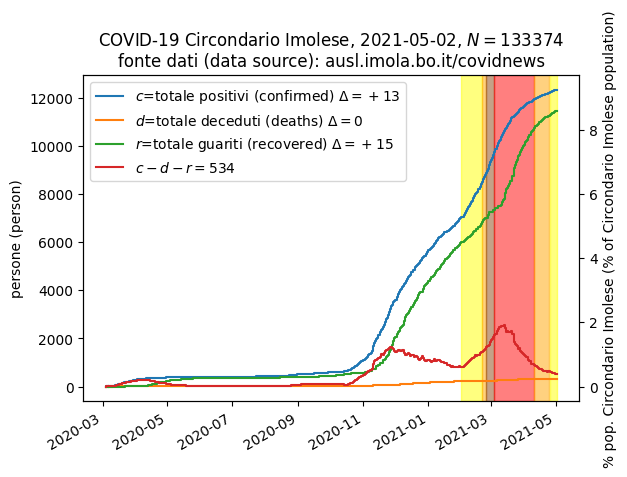 COVID-19 Circondario Imolese, 2021-05-02, N = 133374
fonte dati (data source): ausl.imola.bo.it/covidnews
c=totale positivi (confirmed) Δ = +13
d=totale deceduti (deaths) Δ = 0
r=totale guariti (recovered) Δ = +15
c − d − r = 534
persone (person)
12000
10000
8000
6000
4000
2000
0
8
6
4
2
0
% pop. Circondario Imolese (% of Circondario Imolese population)
2020-03
2020-05
2020-07
2020-09
2020-11
2021-01
2021-03
2021-05